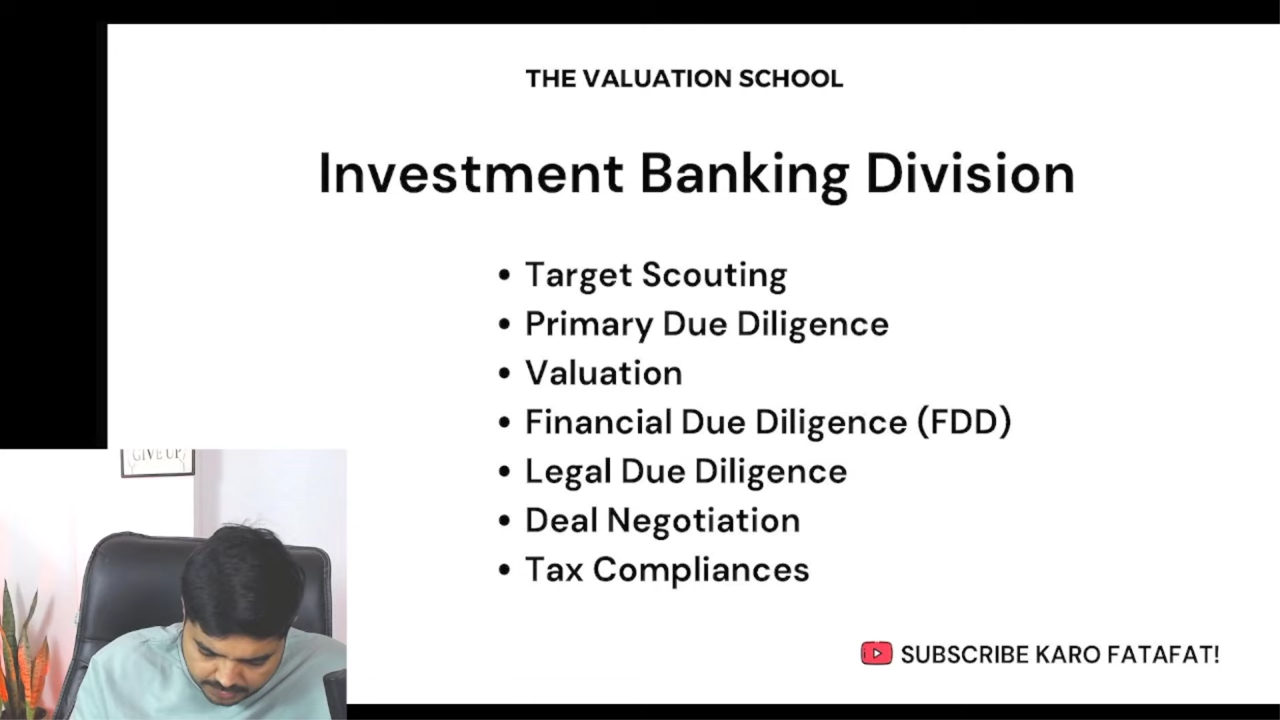 THE VALUATION SCHOOL
Investment Banking Division
• Target Scouting
• Primary Due Diligence
• Valuation
• Financial Due Diligence (FDD)
• Legal Due Diligence
• Deal Negotiation
• Tax Compliances
GIVE UP
SUBSCRIBE KARO FATAFAT!